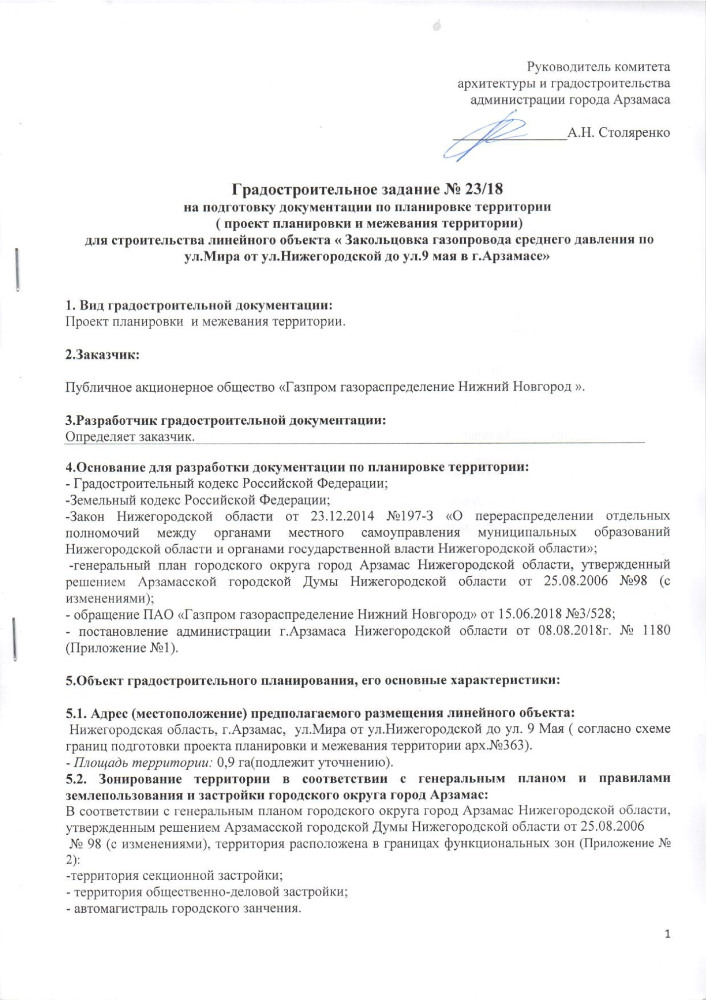 Руководитель комитета
архитектуры и градостроительства
администрации города Арзамаса
________________А.Н. Столяренко
Градостроительное задание № 23/18
на подготовку документации по планировке территории
( проект планировки и межевания территории)
для строительства линейного объекта « Закольцовка газопровода среднего давления по
ул.Мира от ул.Нижегородской до ул.9 мая в г.Арзамасе»
1. Вид градостроительной документации:
Проект планировки  и межевания территории.
2.Заказчик:
Публичное акционерное общество «Газпром газораспределение Нижний Новгород ».
3.Разработчик градостроительной документации:
Определяет заказчик.
4.Основание для разработки документации по планировке территории:
- Градостроительный кодекс Российской Федерации;
-Земельный кодекс Российской Федерации;
-Закон Нижегородской области от 23.12.2014 №197-З «О перераспределении отдельных
полномочий между органами местного самоуправления муниципальных образований
Нижегородской области и органами государственной власти Нижегородской области»;
-генеральный план городского округа город Арзамас Нижегородской области, утвержденный
решением Арзамасской городской Думы Нижегородской области от 25.08.2006 №98 (с
изменениями);
- обращение ПАО «Газпром газораспределение Нижний Новгород» от 15.06.2018 №3/528;
- постановление администрации г.Арзамаса Нижегородской области от 08.08.2018г. № 1180
(Приложение №1).
5.Объект градостроительного планирования, его основные характеристики:
5.1. Адрес (местоположение) предполагаемого размещения линейного объекта:
Нижегородская область, г.Арзамас,  ул.Мира от ул.Нижегородской до ул. 9 Мая ( согласно схеме
границ подготовки проекта планировки и межевания территории арх.№363).
- Площадь территории: 0,9 га(подлежит уточнению).
5.2. Зонирование территории в соответствии с генеральным планом и правилами
землепользования и застройки городского округа город Арзамас:
В соответствии с генеральным планом городского округа город Арзамас Нижегородской области,
утвержденным решением Арзамасской городской Думы Нижегородской области от 25.08.2006
№ 98 (с изменениями), территория расположена в границах функциональных зон (Приложение №
2):
-территория секционной застройки;
- территория общественно-деловой застройки;
- автомагистраль городского занчения.
1